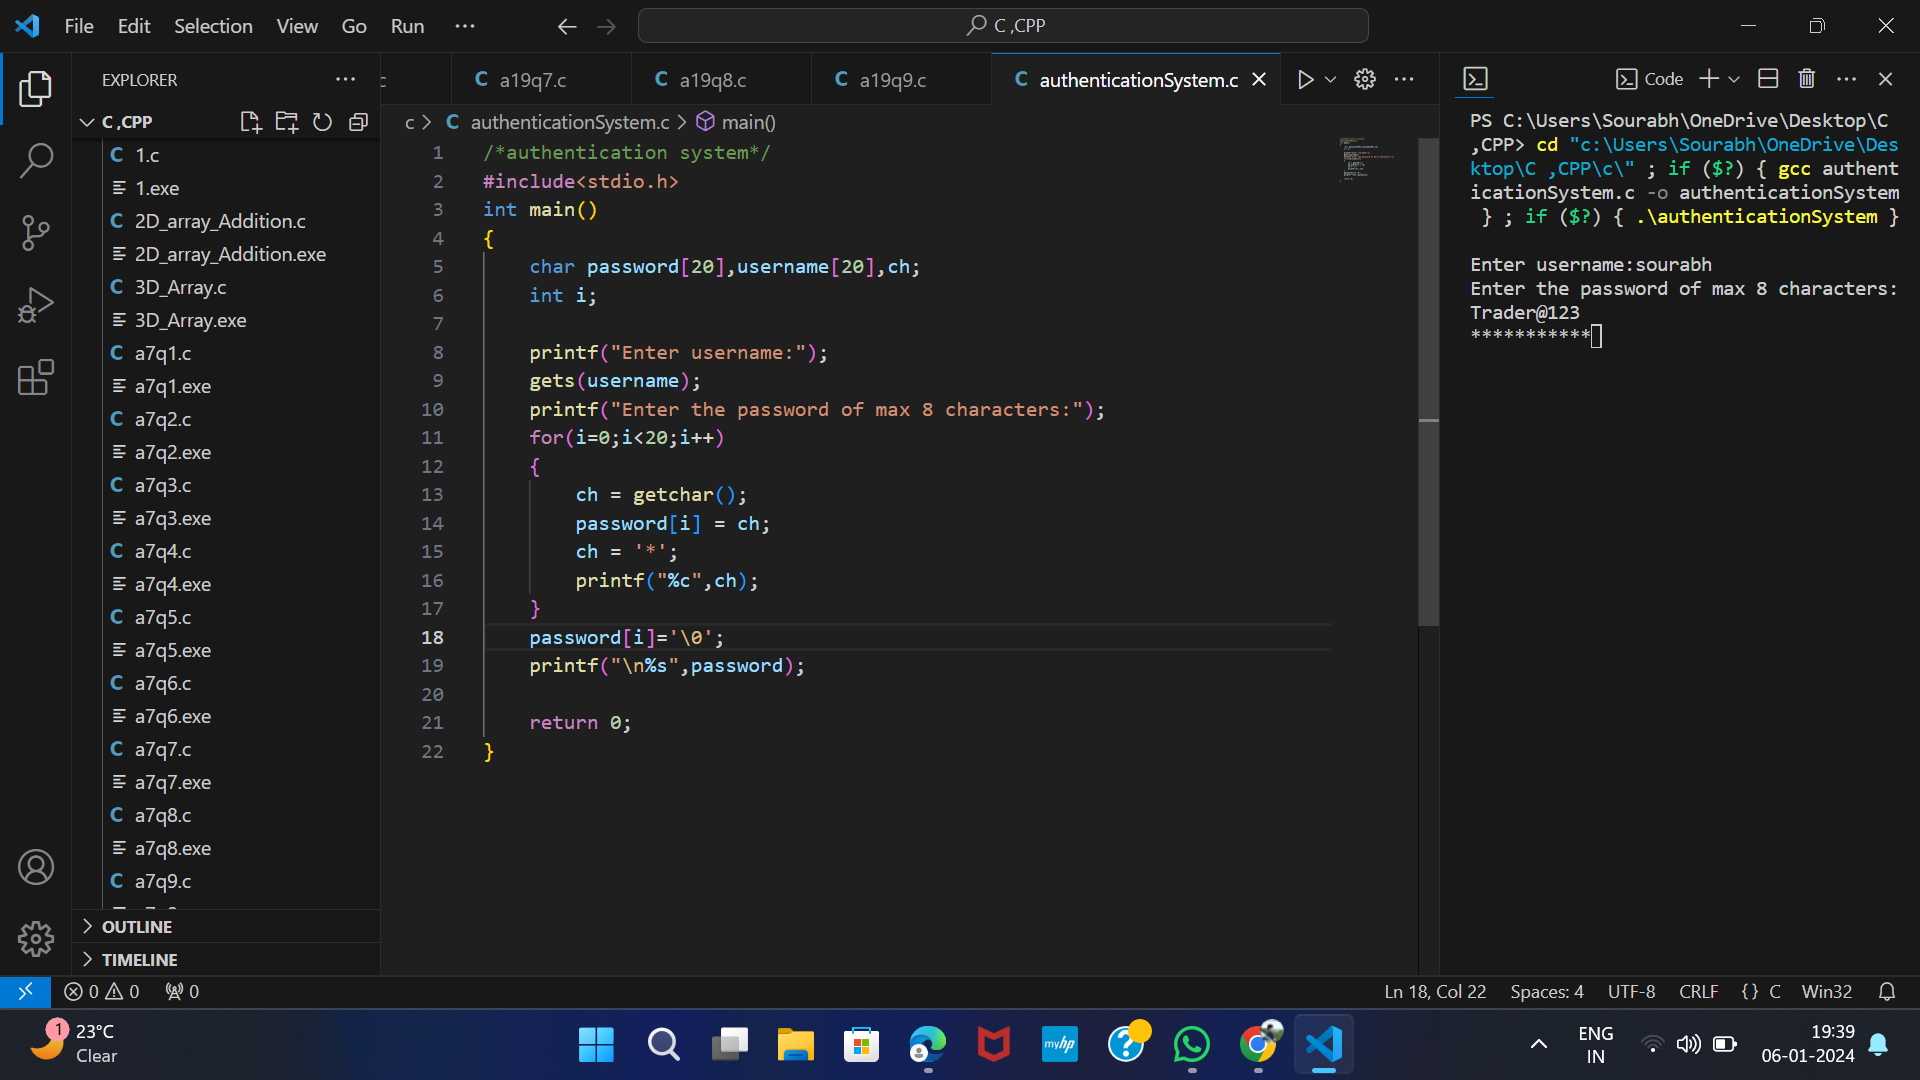 File Edit Selection View Go Run ···
C ,CPP
EXPLORER
C ,CPP
C 1.c
1.exe
C 2D_array_Addition.c
2D_array_Addition.exe
C 3D_Array.c
3D_Array.exe
C a7q1.c
a7q1.exe
C a7q2.c
a7q2.exe
C a7q3.c
a7q3.exe
C a7q4.c
a7q4.exe
C a7q5.c
a7q5.exe
C a7q6.c
a7q6.exe
C a7q7.c
a7q7.exe
C a7q8.c
a7q8.exe
C a7q9.c
OUTLINE
TIMELINE
C a19q7.c C a19q8.c C a19q9.c C authenticationSystem.c
c > C authenticationSystem.c > main()
1 /*authentication system*/
2 #include<stdio.h>
3 int main()
4 {
5 char password[20],username[20],ch;
6 int i;
7
8 printf("Enter username:");
9 gets(username);
10 printf("Enter the password of max 8 characters:");
11 for(i=0;i<20;i++)
12 {
13 ch = getchar();
14 password[i] = ch;
15 ch = '*';
16 printf("%c",ch);
17 }
18 password[i]='\0';
19 printf("\n%s",password);
20
21 return 0;
22 }
Code
PS C:\Users\Sourabh\OneDrive\Desktop\C
,CPP> cd "c:\Users\Sourabh\OneDrive\Des
ktop\C ,CPP\c\" ; if ($?) { gcc authent
icationSystem.c -o authenticationSystem
} ; if ($?) { .\authenticationSystem }
Enter username:sourabh
Enter the password of max 8 characters:
Trader@123
***********
0 0 0
Ln 18, Col 22 Spaces: 4 UTF-8 CRLF {} C Win32
1
23°C
Clear
myhp
ENG
IN
19:39
06-01-2024